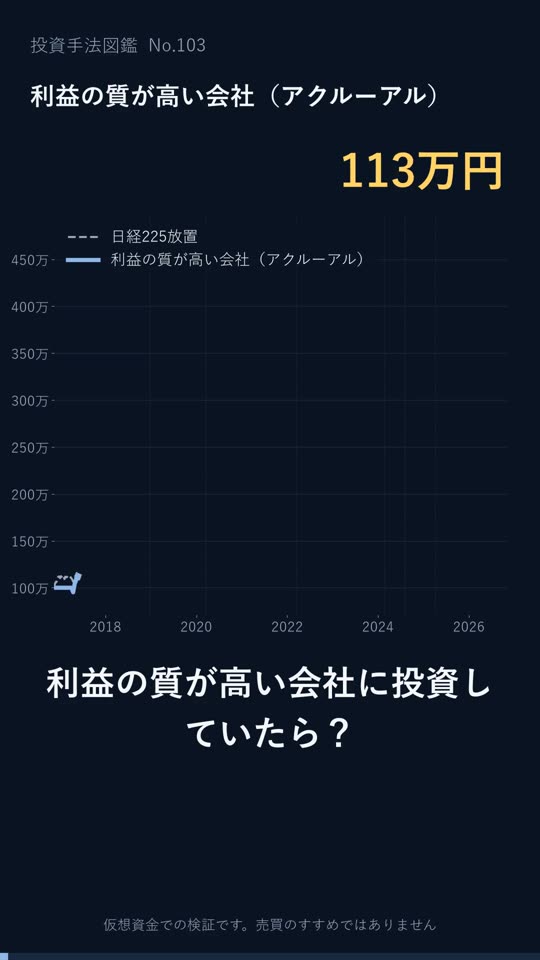 投資手法図鑑 No.103
利益の質が高い会社（アクルーアル）
113万円
日経225放置
利益の質が高い会社（アクルーアル）
450万
400万
350万
300万
250万
200万
150万
100万
2018 2020 2022 2024 2026
利益の質が高い会社に投資し
ていたら？
仮想資金での検証です。売買のすすめではありません